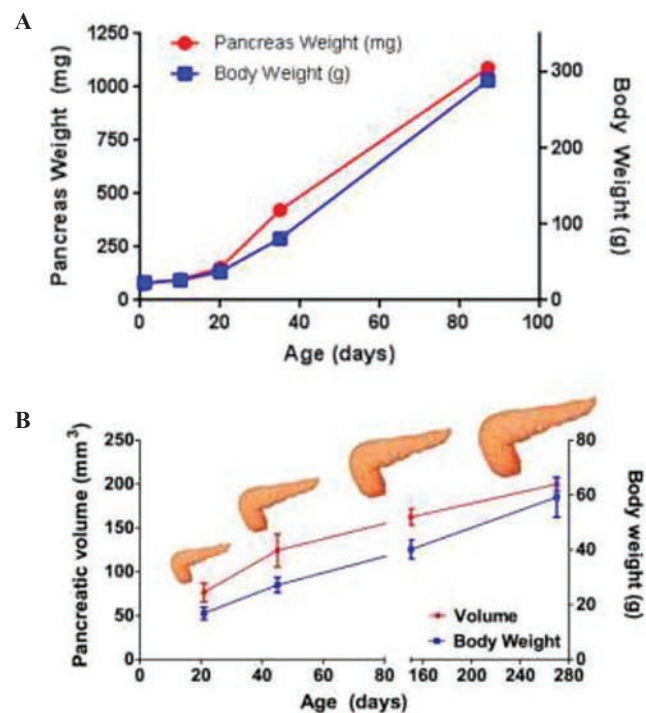 A
Pancreas Weight (mg)
Body Weight (g)
Pancreas Weight (mg)
1250
1000
750
500
250
0
300
200
100
0
Body Weight (g)
0 20 40 60 80 100
Age (days)
B
Pancreatic volume (mm³)
250
200
150
100
50
0
80
60
40
20
0
Body weight (g)
Volume
Body Weight
0 20 40 60 80 160 200 240 280
Age (days)